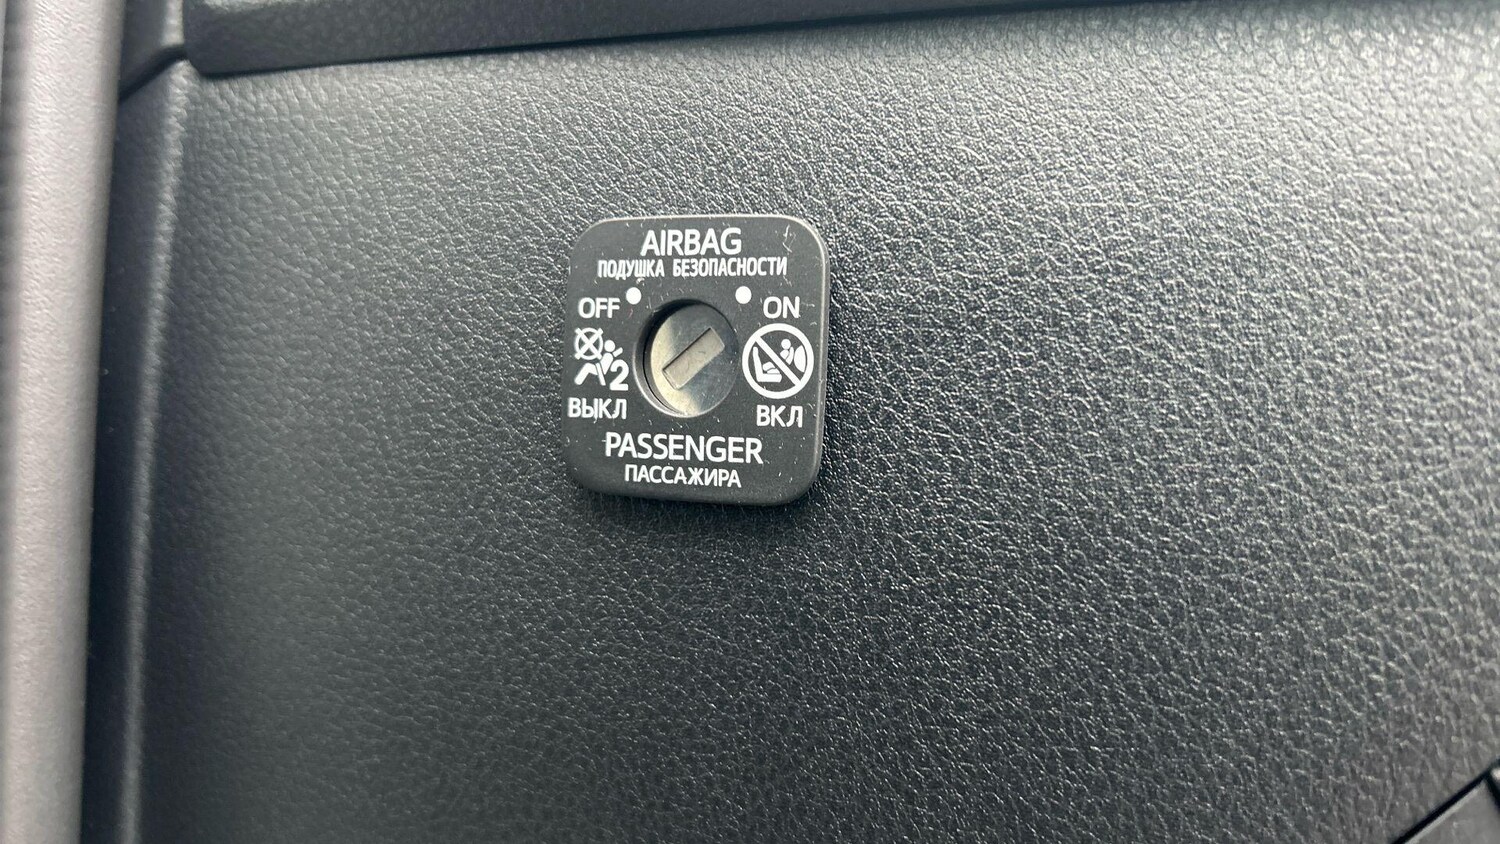 AIRBAG
ПОДУШКА БЕЗОПАСНОСТИ
OFF ON
2
ВЫКЛ ВКЛ
PASSENGER
ПАССАЖИРА